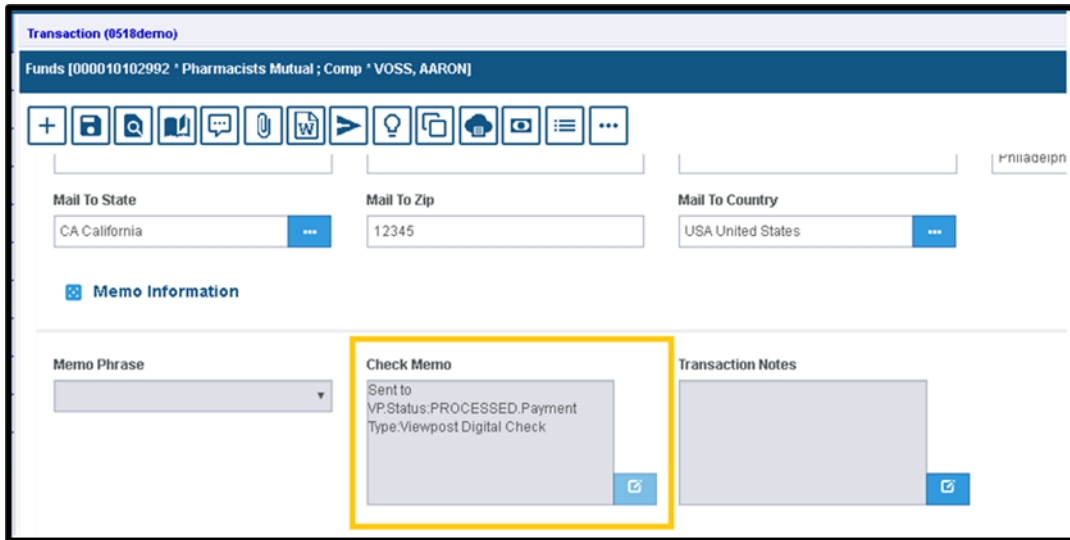 Transaction (0518demo)
Funds [000010102992 * Pharmacists Mutual ; Comp * VOSS, AARON]
W
Philadelph
Mail To State
Mail To Zip
Mail To Country
CA California
12345
USA United States
Memo Information
Memo Phrase
Check Memo
Transaction Notes
Sent to
VP.Status:PROCESSED.Payment
Type:Viewpost Digital Check